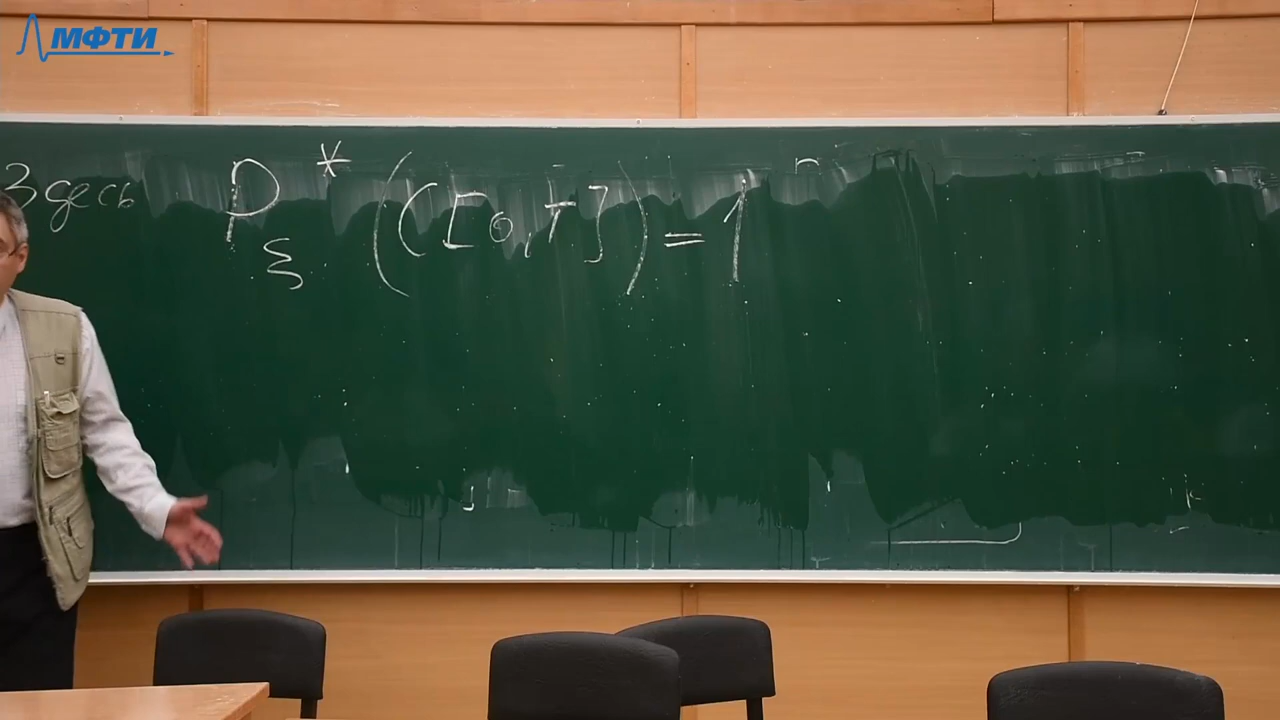 МФТИ
Здесь P*_ξ (C[0,T]) = 1